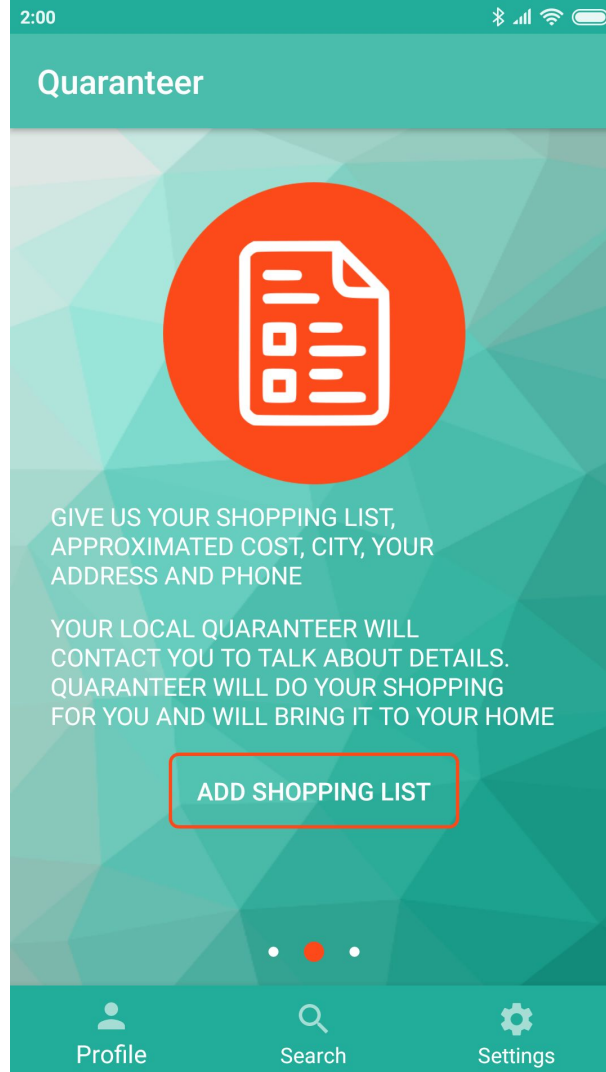 2:00
Quaranteer
GIVE US YOUR SHOPPING LIST,
APPROXIMATED COST, CITY, YOUR
ADDRESS AND PHONE
YOUR LOCAL QUARANTEER WILL
CONTACT YOU TO TALK ABOUT DETAILS.
QUARANTEER WILL DO YOUR SHOPPING
FOR YOU AND WILL BRING IT TO YOUR HOME
ADD SHOPPING LIST
Profile
Search
Settings